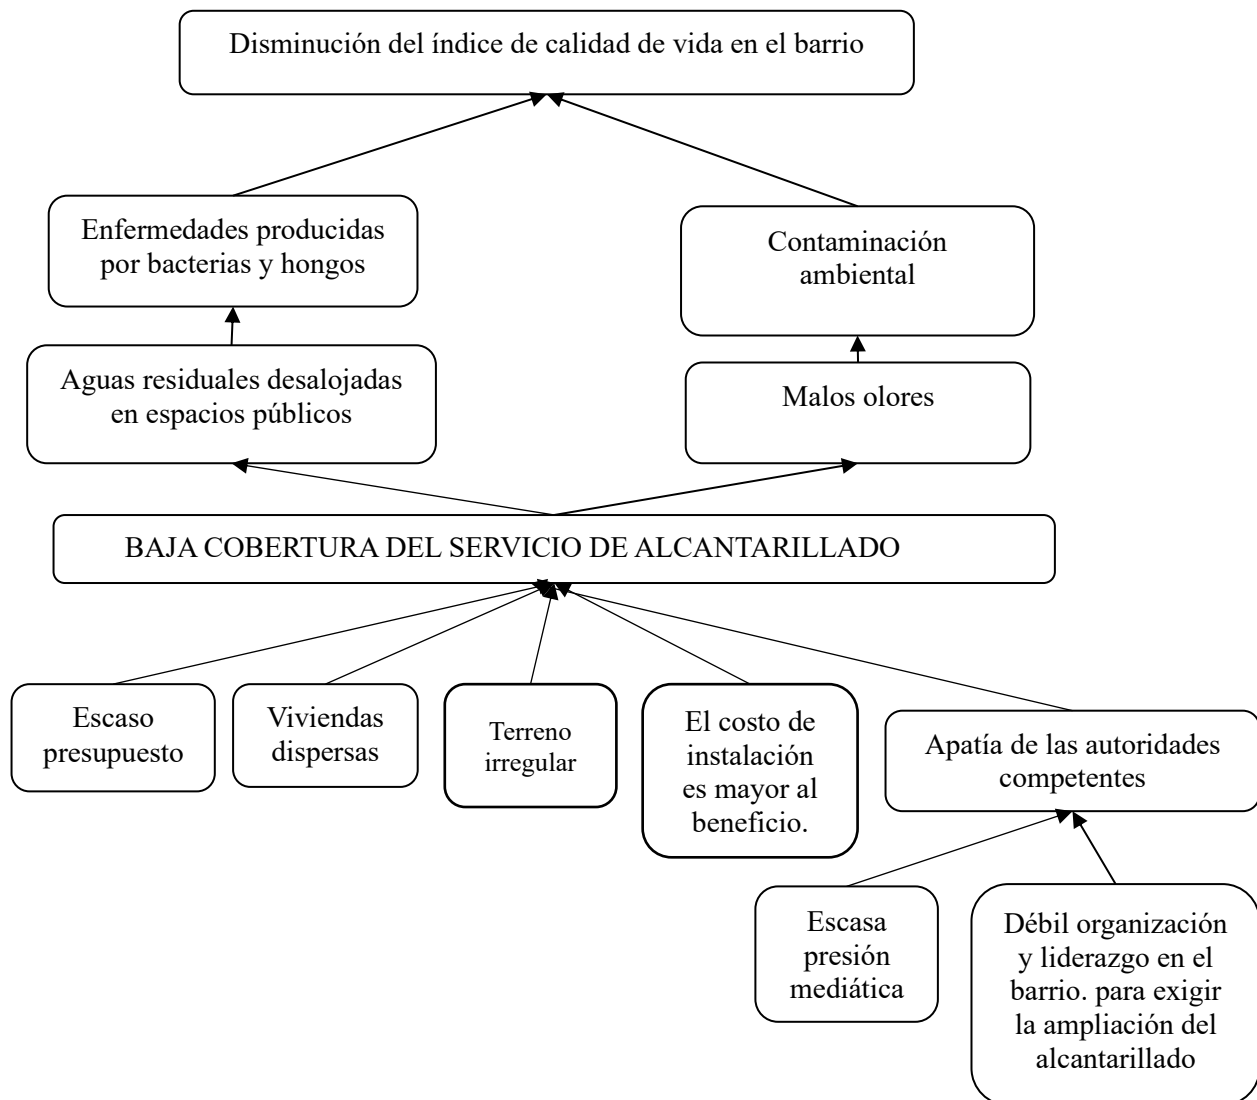 Disminución del índice de calidad de vida en el barrio
Enfermedades producidas
por bacterias y hongos
Contaminación
ambiental
Aguas residuales desalojadas
en espacios públicos
Malos olores
BAJA COBERTURA DEL SERVICIO DE ALCANTARILLADO
Escaso
presupuesto
Viviendas
dispersas
Terreno
irregular
El costo de
instalación
es mayor al
beneficio.
Apatía de las autoridades
competentes
Escasa
presión
mediática
Débil organización
y liderazgo en el
barrio. para exigir
la ampliación del
alcantarillado